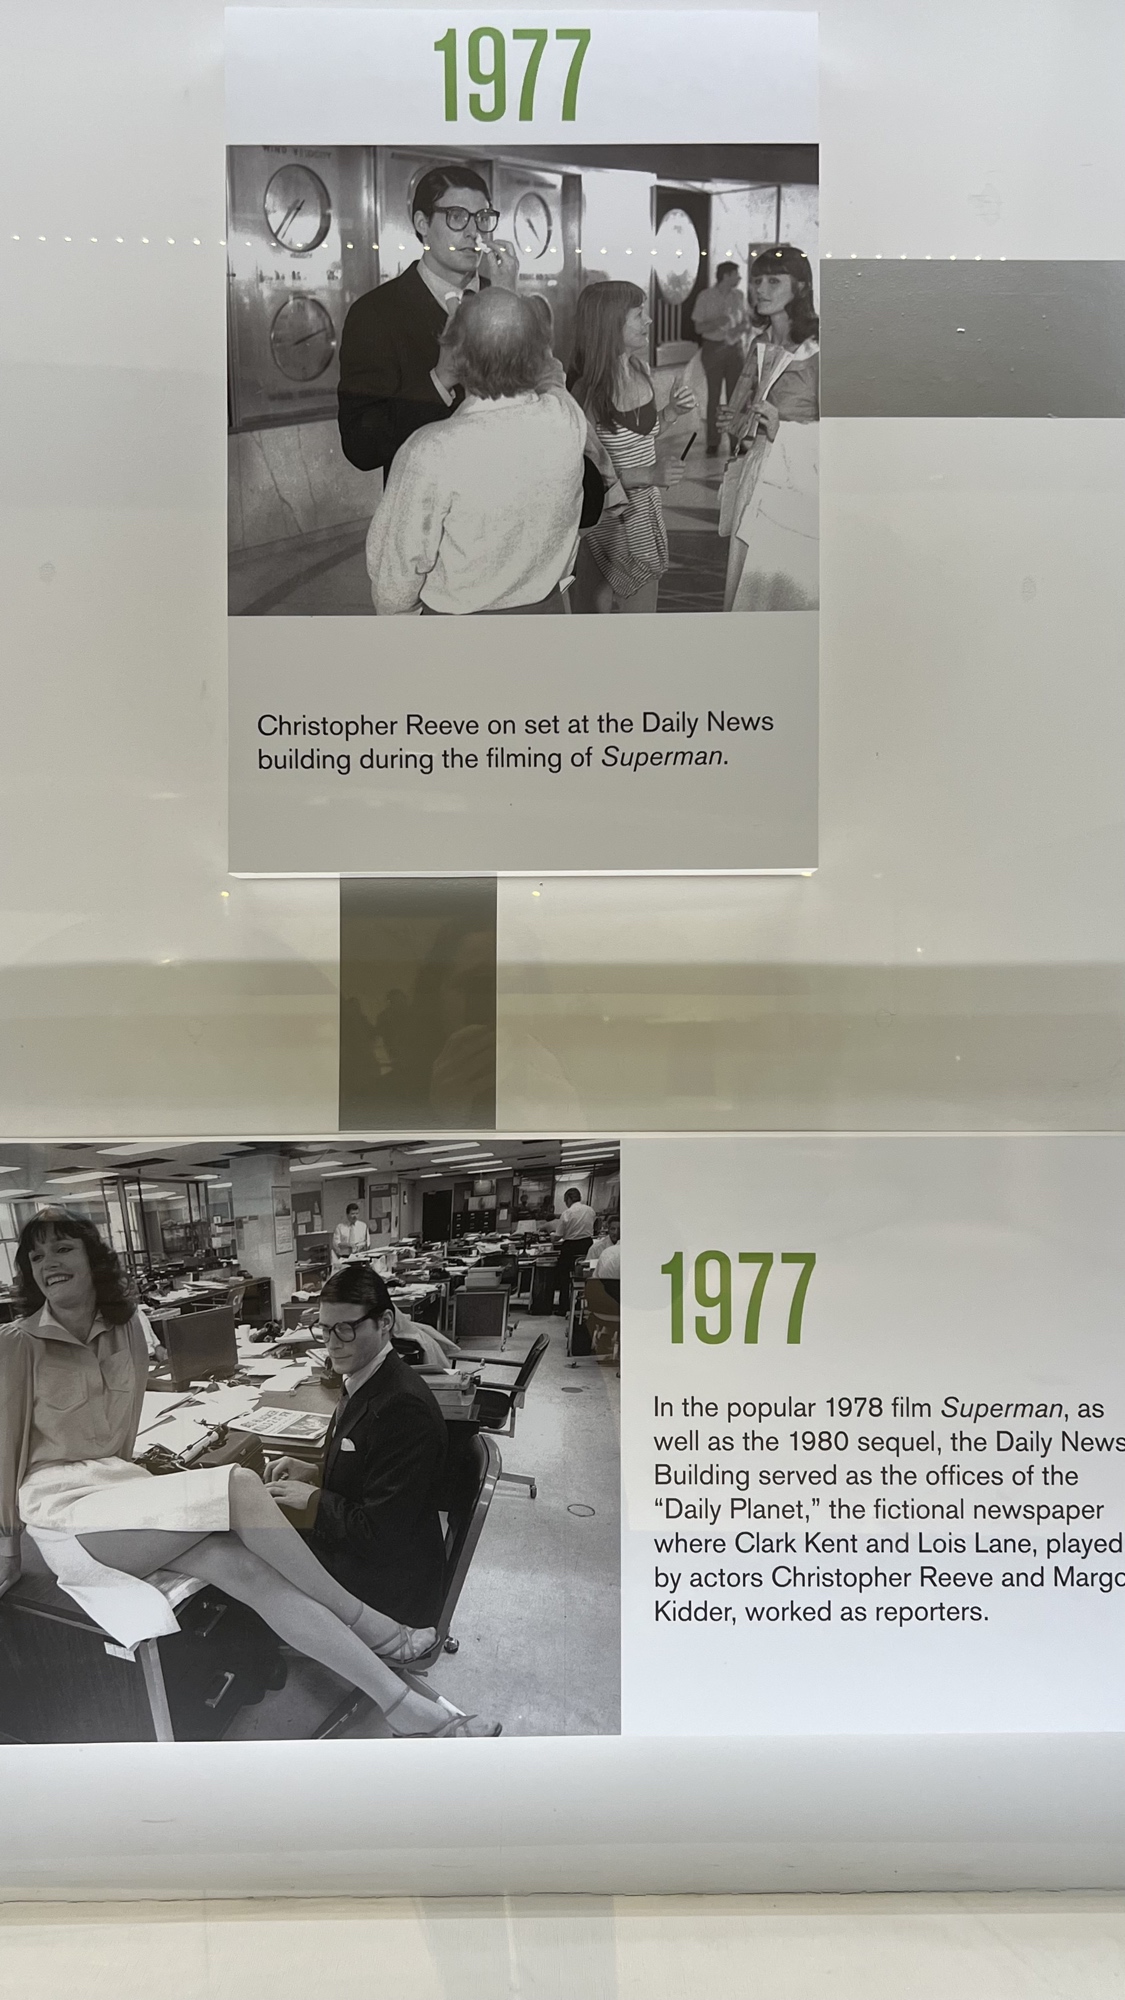 1977
WIND VELOCITY
Christopher Reeve on set at the Daily News
building during the filming of Superman.
1977
In the popular 1978 film Superman, as
well as the 1980 sequel, the Daily News
Building served as the offices of the
“Daily Planet,” the fictional newspaper
where Clark Kent and Lois Lane, played
by actors Christopher Reeve and Margo
Kidder, worked as reporters.